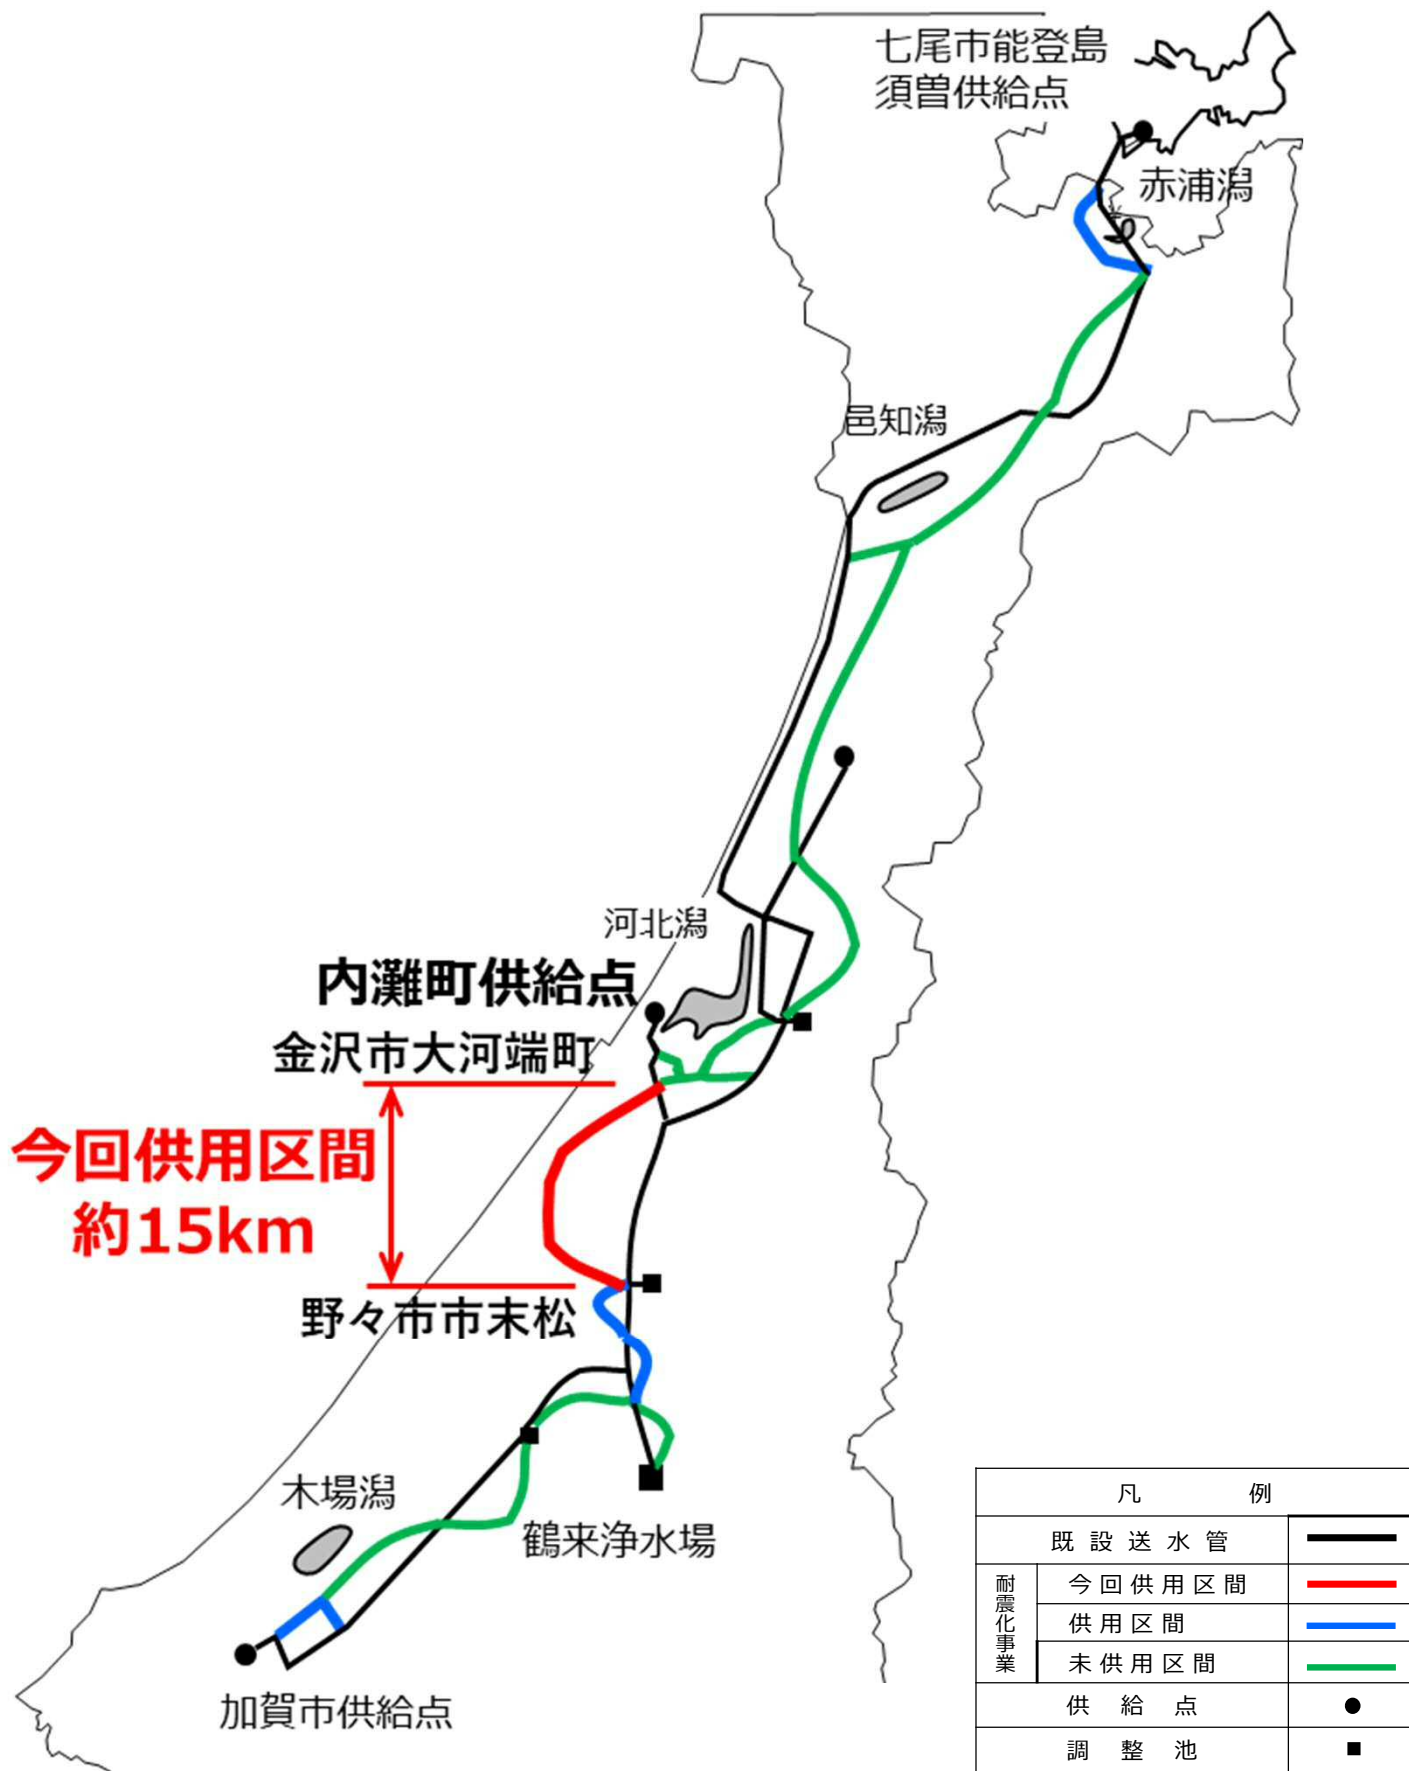 七尾市能登島
須曽供給点
赤浦潟
邑知潟
河北潟
内灘町供給点
金沢市大河端町
今回供用区間
約15km
野々市市末松
木場潟
鶴来浄水場
加賀市供給点
凡 例
既設送水管
耐震化事業
今回供用区間
供用区間
未供用区間
供給点
調整池